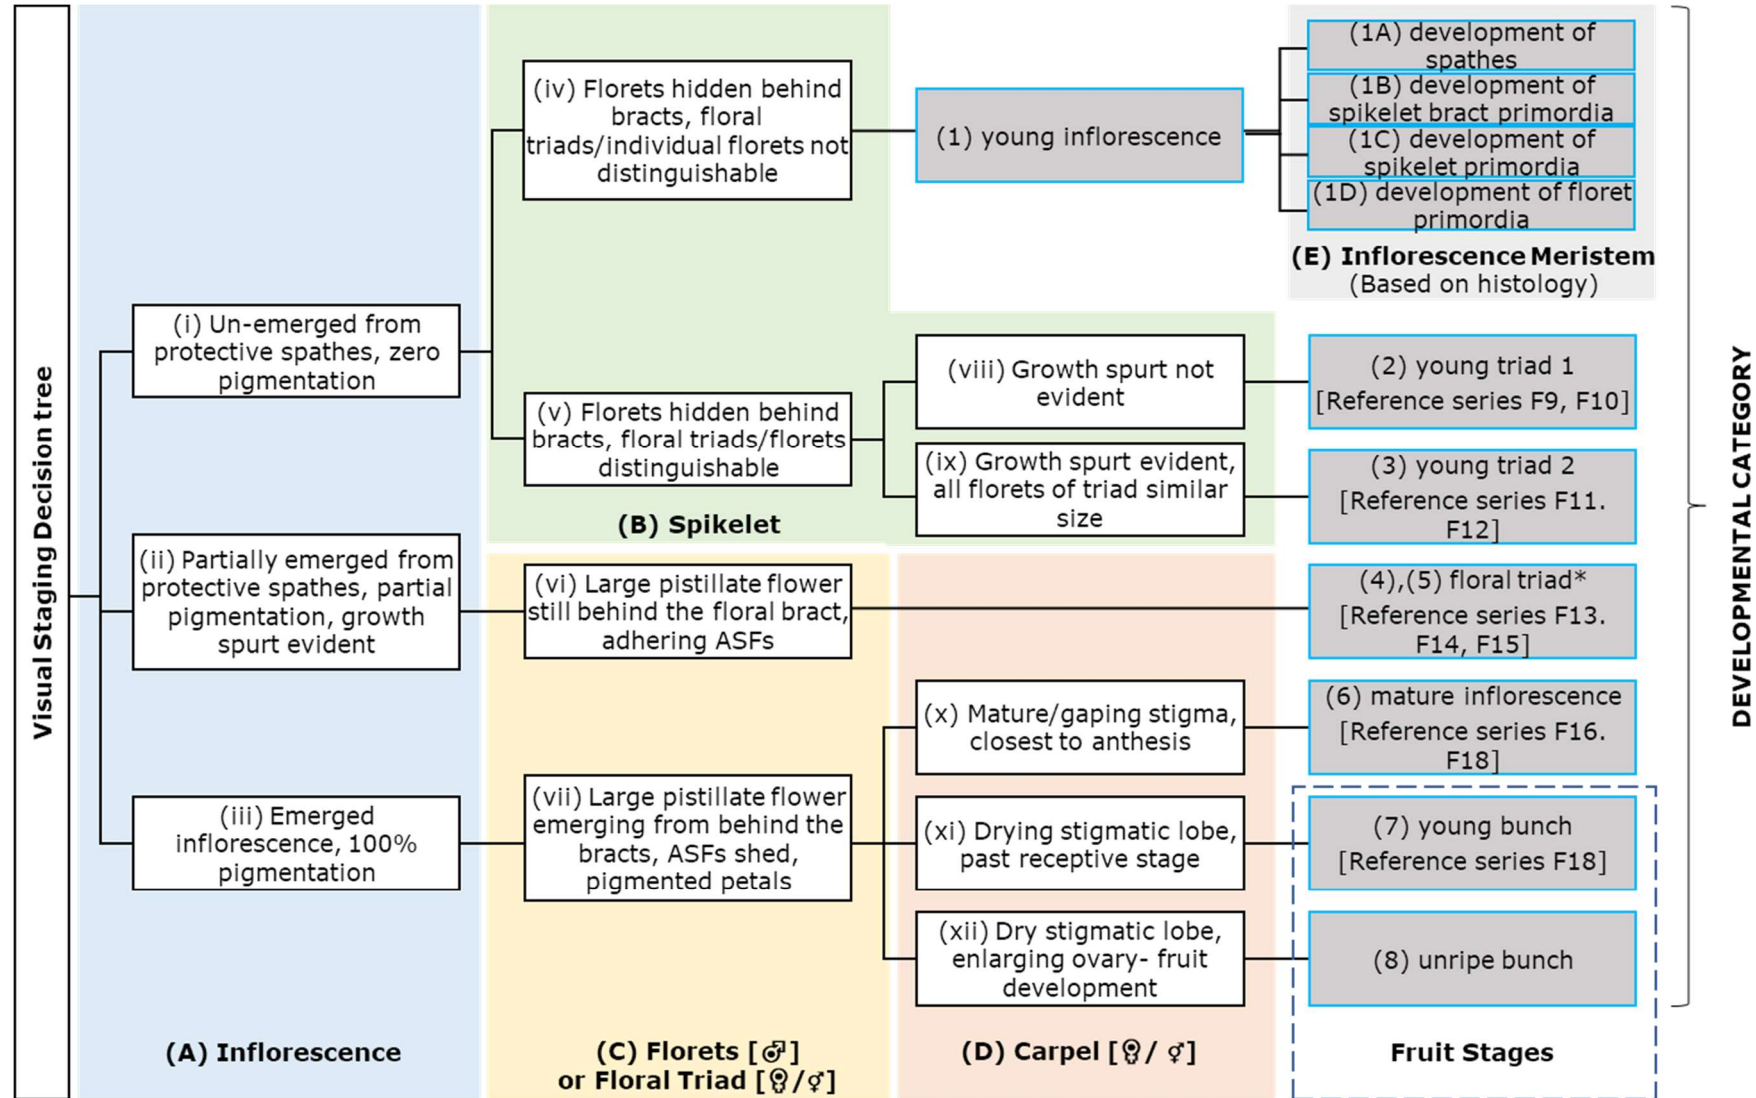 Visual Staging Decision tree
(i) Un-emerged from
protective spathes, zero
pigmentation
(ii) Partially emerged from
protective spathes, partial
pigmentation, growth
spurt evident
(iii) Emerged
inflorescence, 100%
pigmentation
(A) Inflorescence
(iv) Florets hidden behind
bracts, floral
triads/individual florets not
distinguishable
(v) Florets hidden behind
bracts, floral triads/florets
distinguishable
(B) Spikelet
(vi) Large pistillate flower
still behind the floral bract,
adhering ASFs
(vii) Large pistillate flower
emerging from behind the
bracts, ASFs shed,
pigmented petals
(C) Florets [♂]
or Floral Triad [♀/⚥]
(1) young inflorescence
(viii) Growth spurt not
evident
(ix) Growth spurt evident,
all florets of triad similar
size
(x) Mature/gaping stigma,
closest to anthesis
(xi) Drying stigmatic lobe,
past receptive stage
(xii) Dry stigmatic lobe,
enlarging ovary- fruit
development
(D) Carpel [♀/ ⚥]
(1A) development of
spathes
(1B) development of
spikelet bract primordia
(1C) development of
spikelet primordia
(1D) development of floret
primordia
(E) Inflorescence Meristem
(Based on histology)
(2) young triad 1
[Reference series F9, F10]
(3) young triad 2
[Reference series F11.
F12]
(4),(5) floral triad*
[Reference series F13.
F14, F15]
(6) mature inflorescence
[Reference series F16.
F18]
(7) young bunch
[Reference series F18]
(8) unripe bunch
Fruit Stages
DEVELOPMENTAL CATEGORY